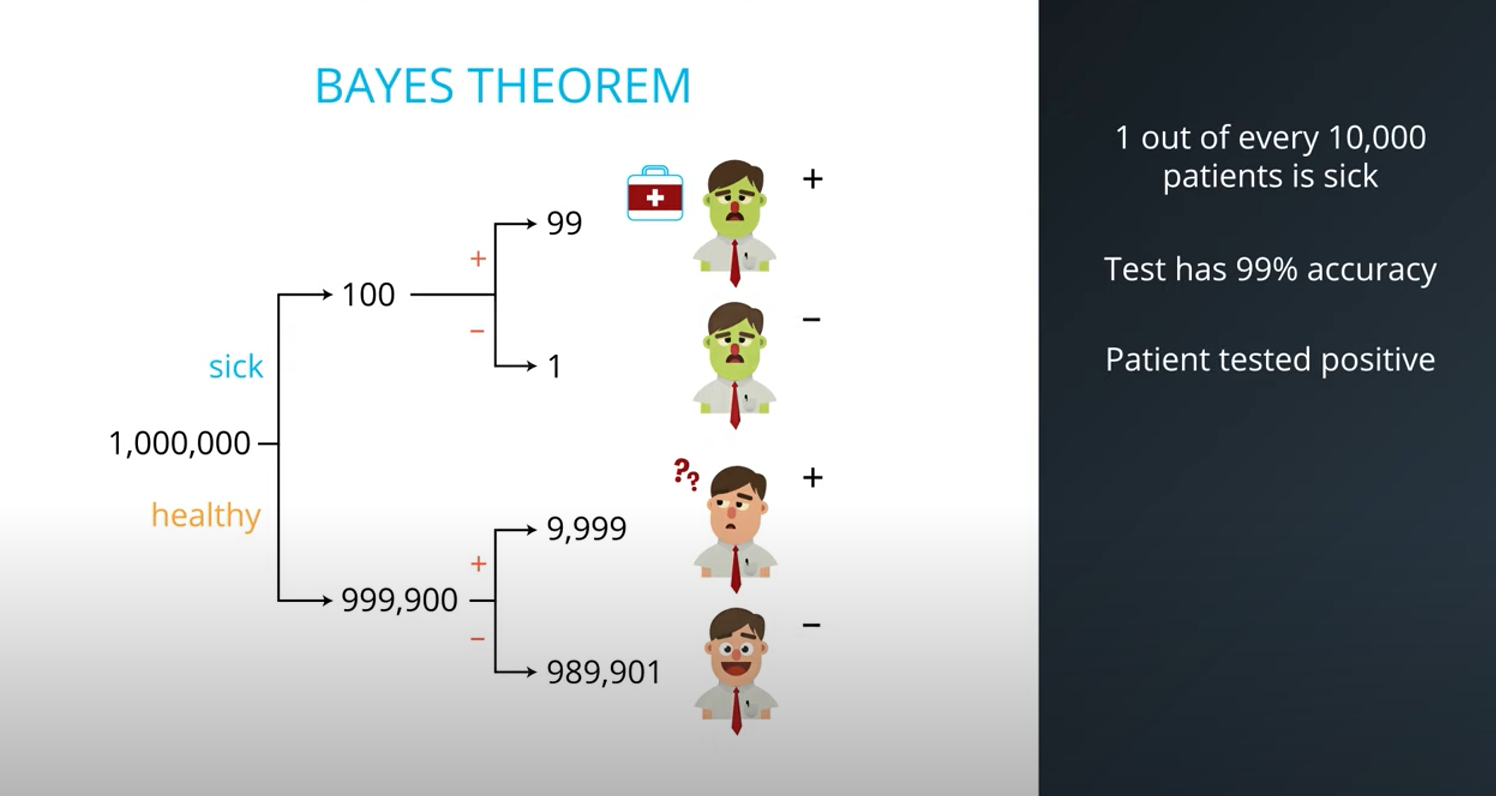 BAYES THEOREM
1 out of every 10,000
patients is sick
Test has 99% accuracy
Patient tested positive
+
99
+
100
−
−
1
sick
1,000,000
healthy
??
+
9,999
+
999,900
−
−
989,901